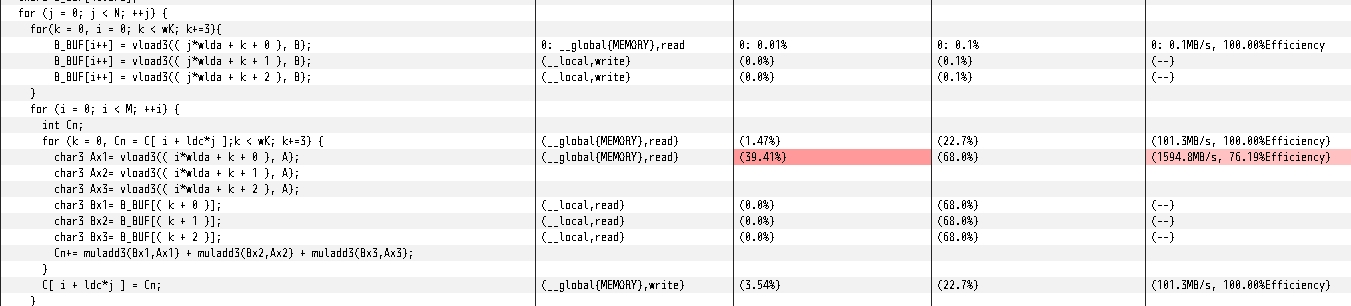 for (j = 0; j < N; ++j) {
for(k = 0, i = 0; k < wK; k+=3){
B_BUF[i++] = vload3(( j*wlda + k + 0 ), B); 0: __global(MEMORY),read 0: 0.01% 0: 0.1% 0: 0.1MB/s, 100.00%Efficiency
B_BUF[i++] = vload3(( j*wlda + k + 1 ), B); (__local,write) (0.0%) (0.1%) (--)
B_BUF[i++] = vload3(( j*wlda + k + 2 ), B); (__local,write) (0.0%) (0.1%) (--)
}
for (i = 0; i < M; ++i) {
int Cn;
for (k = 0, Cn = C[ i + ldc*j ];k < wK; k+=3) { (__global(MEMORY),read) (1.47%) (22.7%) (101.3MB/s, 100.00%Efficiency)
char3 Ax1= vload3(( i*wlda + k + 0 ), A); (__global(MEMORY),read) (39.41%) (68.0%) (1594.8MB/s, 76.19%Efficiency)
char3 Ax2= vload3(( i*wlda + k + 1 ), A);
char3 Ax3= vload3(( i*wlda + k + 2 ), A);
char3 Bx1= B_BUF[( k + 0 )]; (__local,read) (0.0%) (68.0%) (--)
char3 Bx2= B_BUF[( k + 1 )]; (__local,read) (0.0%) (68.0%) (--)
char3 Bx3= B_BUF[( k + 2 )]; (__local,read) (0.0%) (68.0%) (--)
Cn+= muladd3(Bx1,Ax1) + muladd3(Bx2,Ax2) + muladd3(Bx3,Ax3);
}
C[ i + ldc*j ] = Cn; (__global(MEMORY),write) (3.54%) (22.7%) (101.3MB/s, 100.00%Efficiency)
}